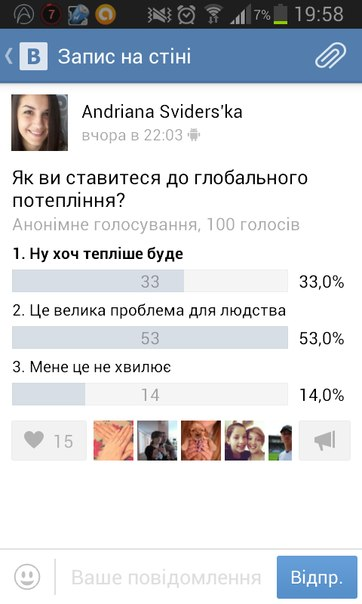 7
7%
19:58
B
Запис на стіні
Andriana Sviders'ka
вчора в 22:03
Як ви ставитеся до глобального
потепління?
Анонімне голосування, 100 голосів
1. Ну хоч тепліше буде
33
33,0%
2. Це велика проблема для людства
53
53,0%
3. Мене це не хвилює
14
14,0%
15
Ваше повідомлення
Відпр.